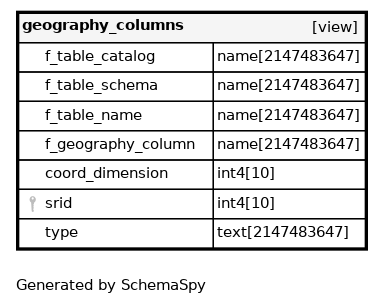 geography_columns [view]
f_table_catalog name[2147483647]
f_table_schema name[2147483647]
f_table_name name[2147483647]
f_geography_column name[2147483647]
coord_dimension int4[10]
srid int4[10]
type text[2147483647]
Generated by SchemaSpy